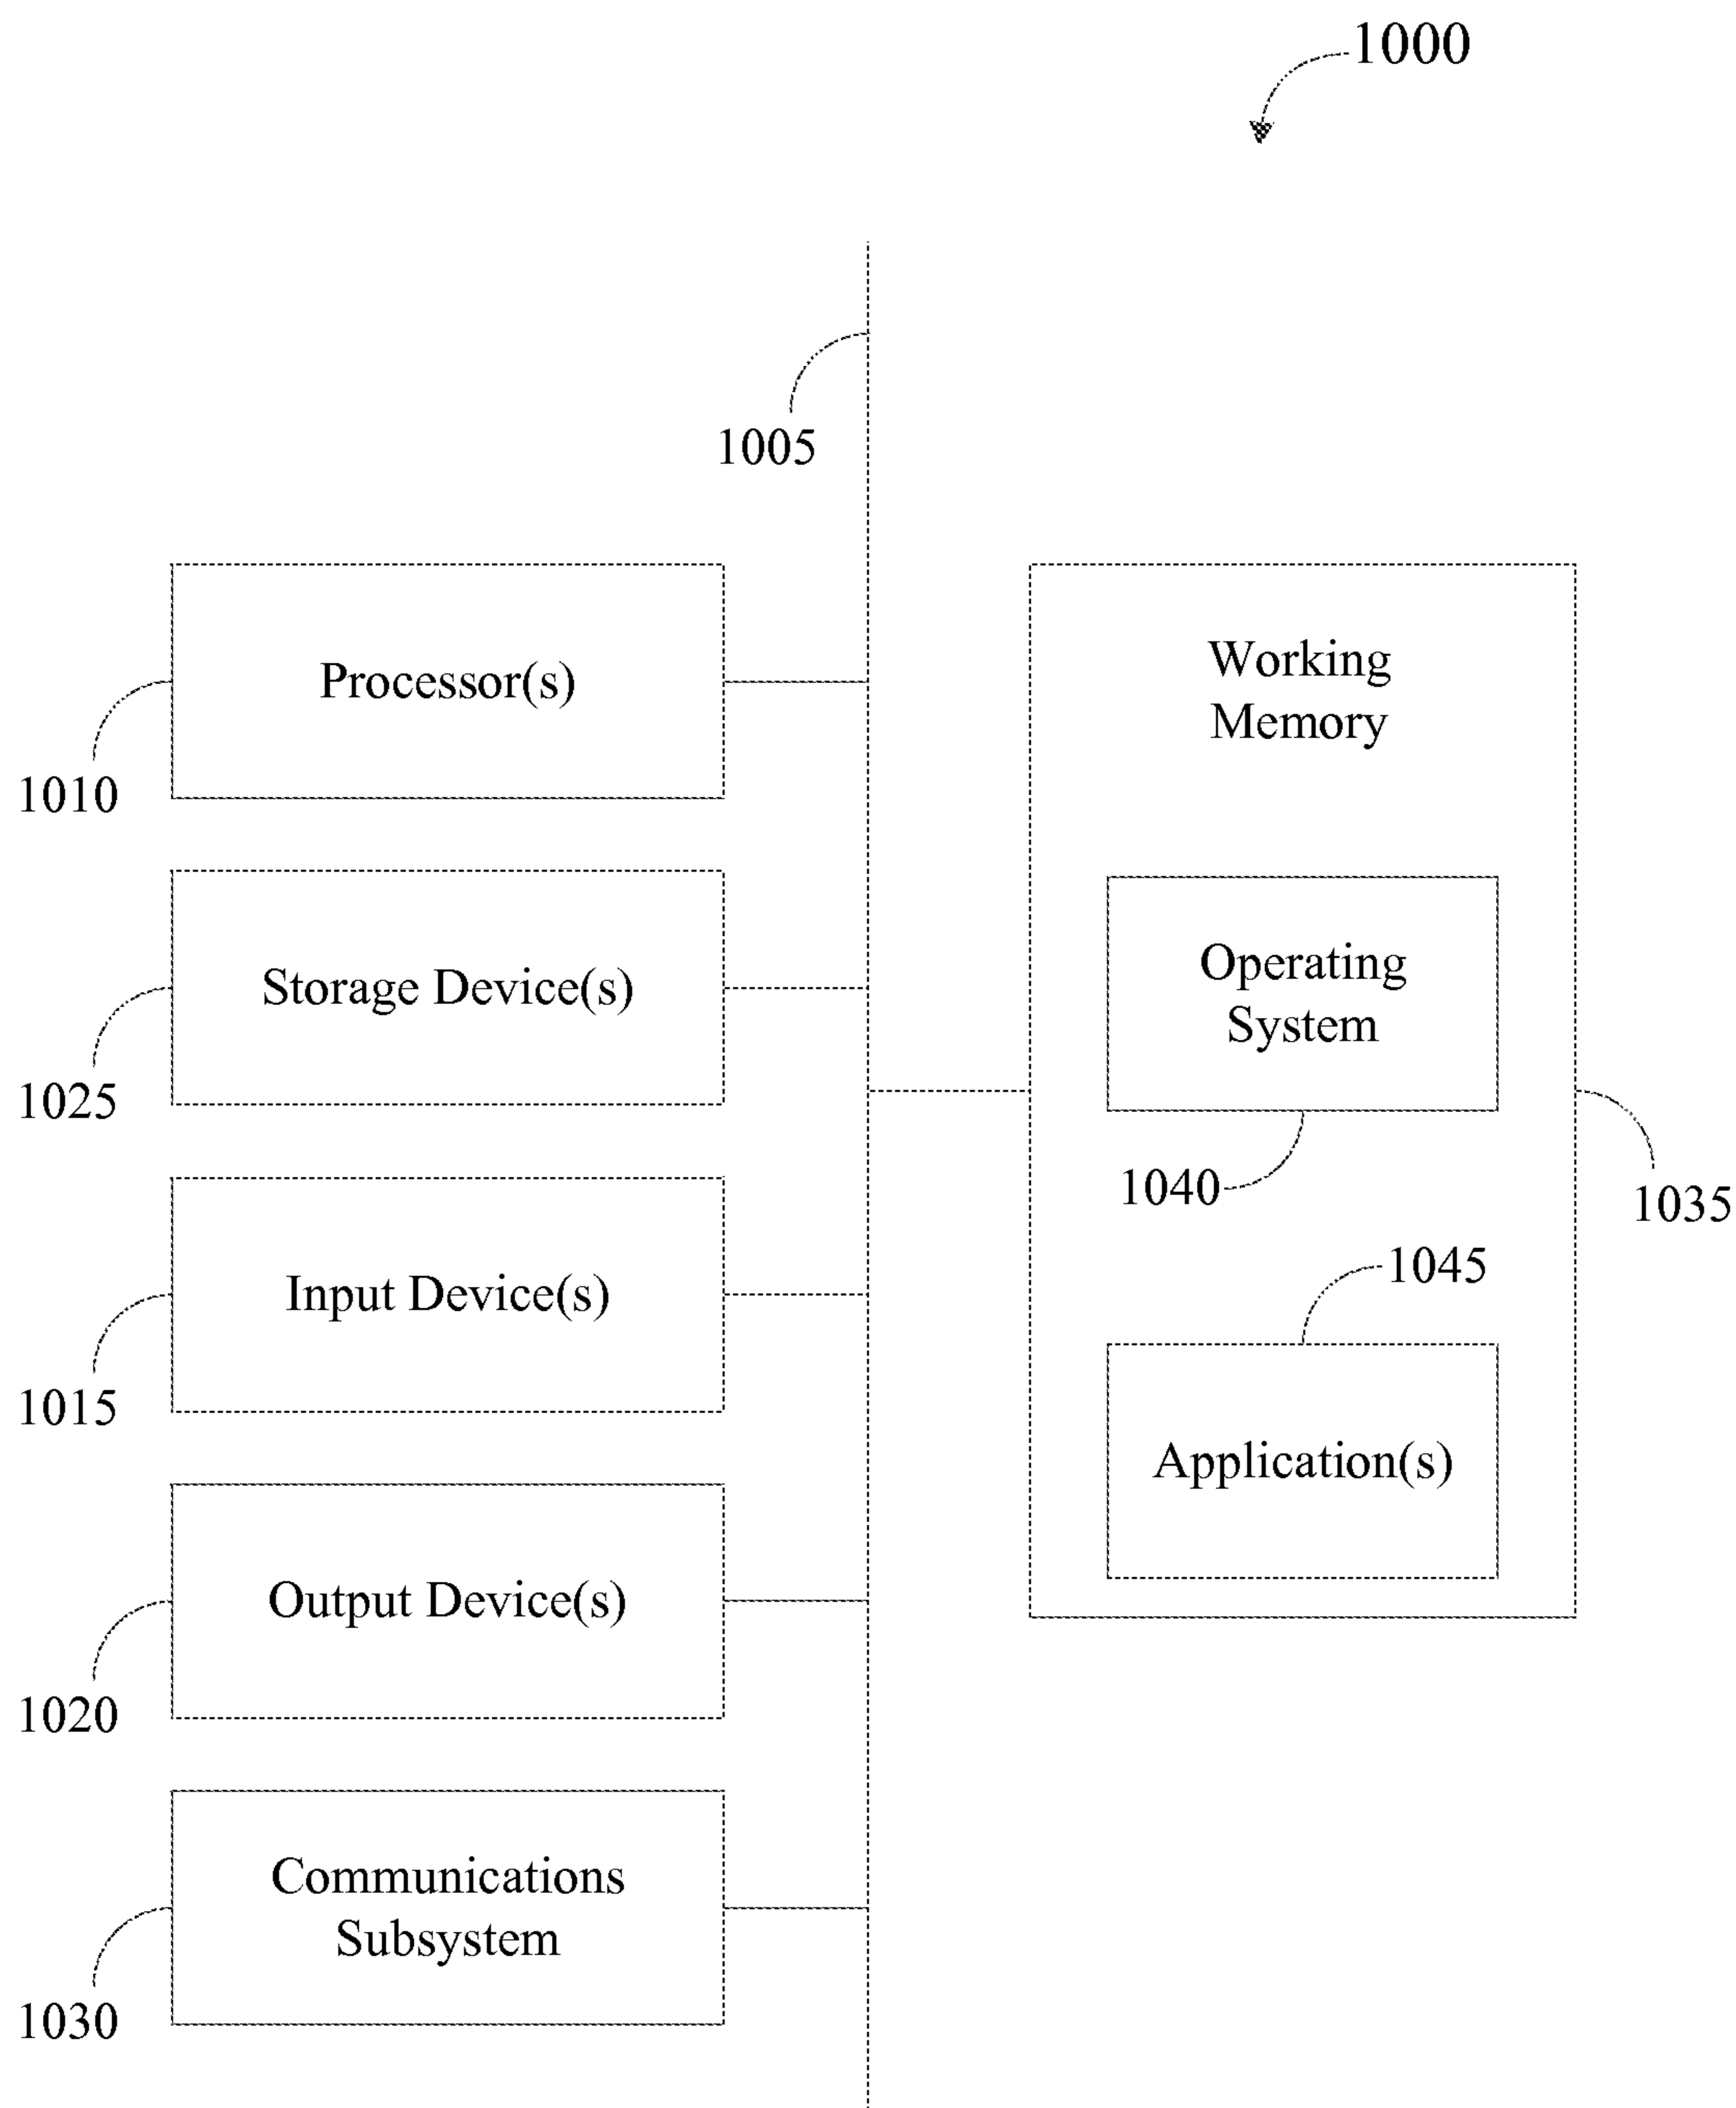 1000
1005
Processor(s)
1010
Storage Device(s)
1025
Input Device(s)
1015
Output Device(s)
1020
Communications
Subsystem
1030
Working
Memory
Operating
System
1040
1035
1045
Application(s)